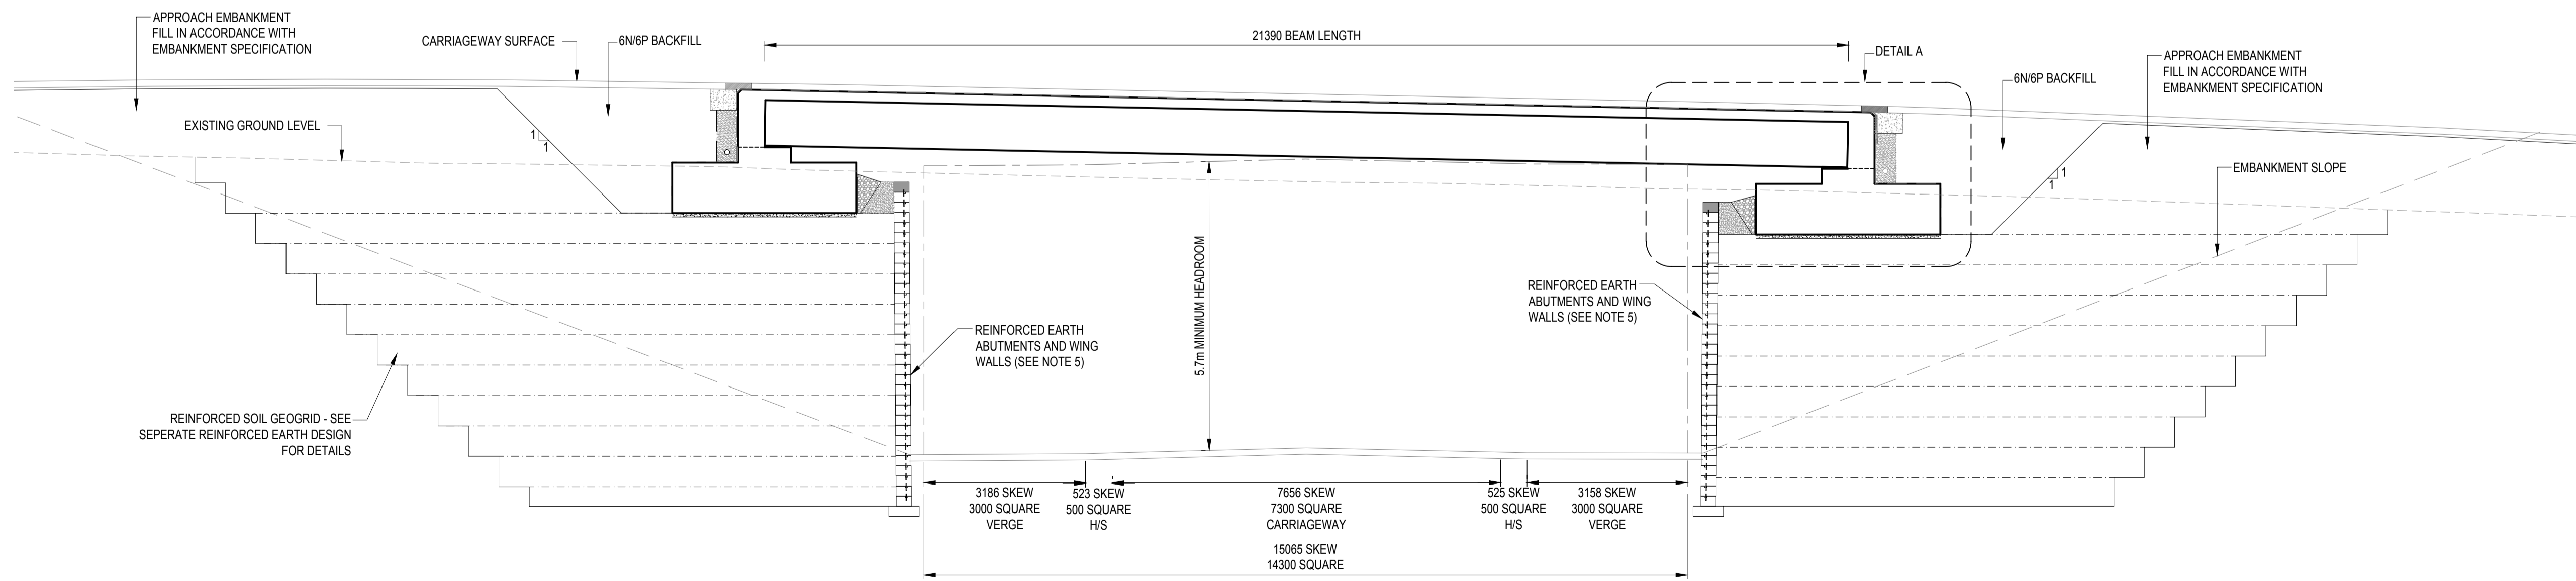 APPROACH EMBANKMENT
FILL IN ACCORDANCE WITH
EMBANKMENT SPECIFICATION
CARRIAGEWAY SURFACE
6N/6P BACKFILL
21390 BEAM LENGTH
DETAIL A
6N/6P BACKFILL
APPROACH EMBANKMENT
FILL IN ACCORDANCE WITH
EMBANKMENT SPECIFICATION
EXISTING GROUND LEVEL
1
1
1
1
EMBANKMENT SLOPE
5.7m MINIMUM HEADROOM
REINFORCED EARTH
ABUTMENTS AND WING
WALLS (SEE NOTE 5)
REINFORCED EARTH
ABUTMENTS AND WING
WALLS (SEE NOTE 5)
REINFORCED SOIL GEOGRID - SEE
SEPERATE REINFORCED EARTH DESIGN
FOR DETAILS
3186 SKEW
3000 SQUARE
VERGE
523 SKEW
500 SQUARE
H/S
7656 SKEW
7300 SQUARE
CARRIAGEWAY
525 SKEW
500 SQUARE
H/S
3158 SKEW
3000 SQUARE
VERGE
15065 SKEW
14300 SQUARE